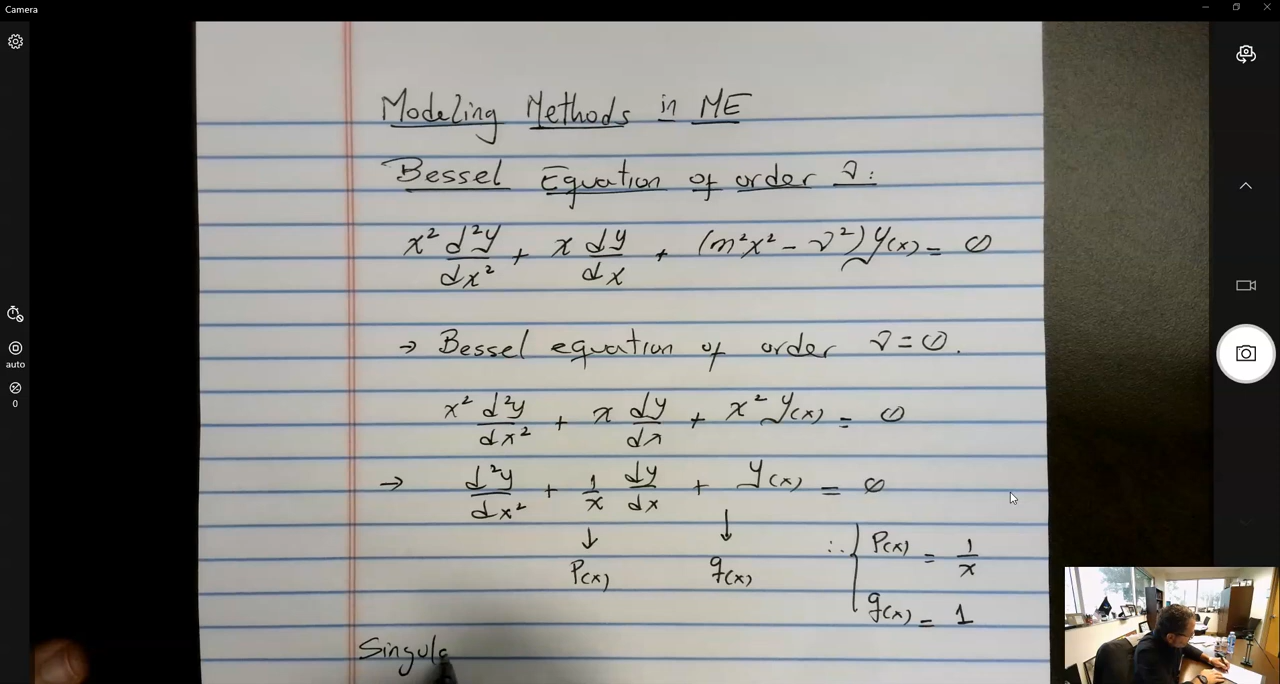 Camera
Modeling Methods in ME
Bessel Equation of order ν:
x² d²y/dx² + x dy/dx + (m²x² - ν²) y(x) = 0
→ Bessel equation of order ν = 0.
x² d²y/dx² + x dy/dx + x² y(x) = 0
→ d²y/dx² + 1/x dy/dx + y(x) = 0
↓ ↓
P(x) q(x)
∴ { P(x) = 1/x
q(x) = 1
Singula
auto
0